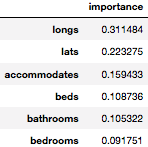 importance
longs 0.311484
lats 0.223275
accommodates 0.159433
beds 0.108736
bathrooms 0.105322
bedrooms 0.091751